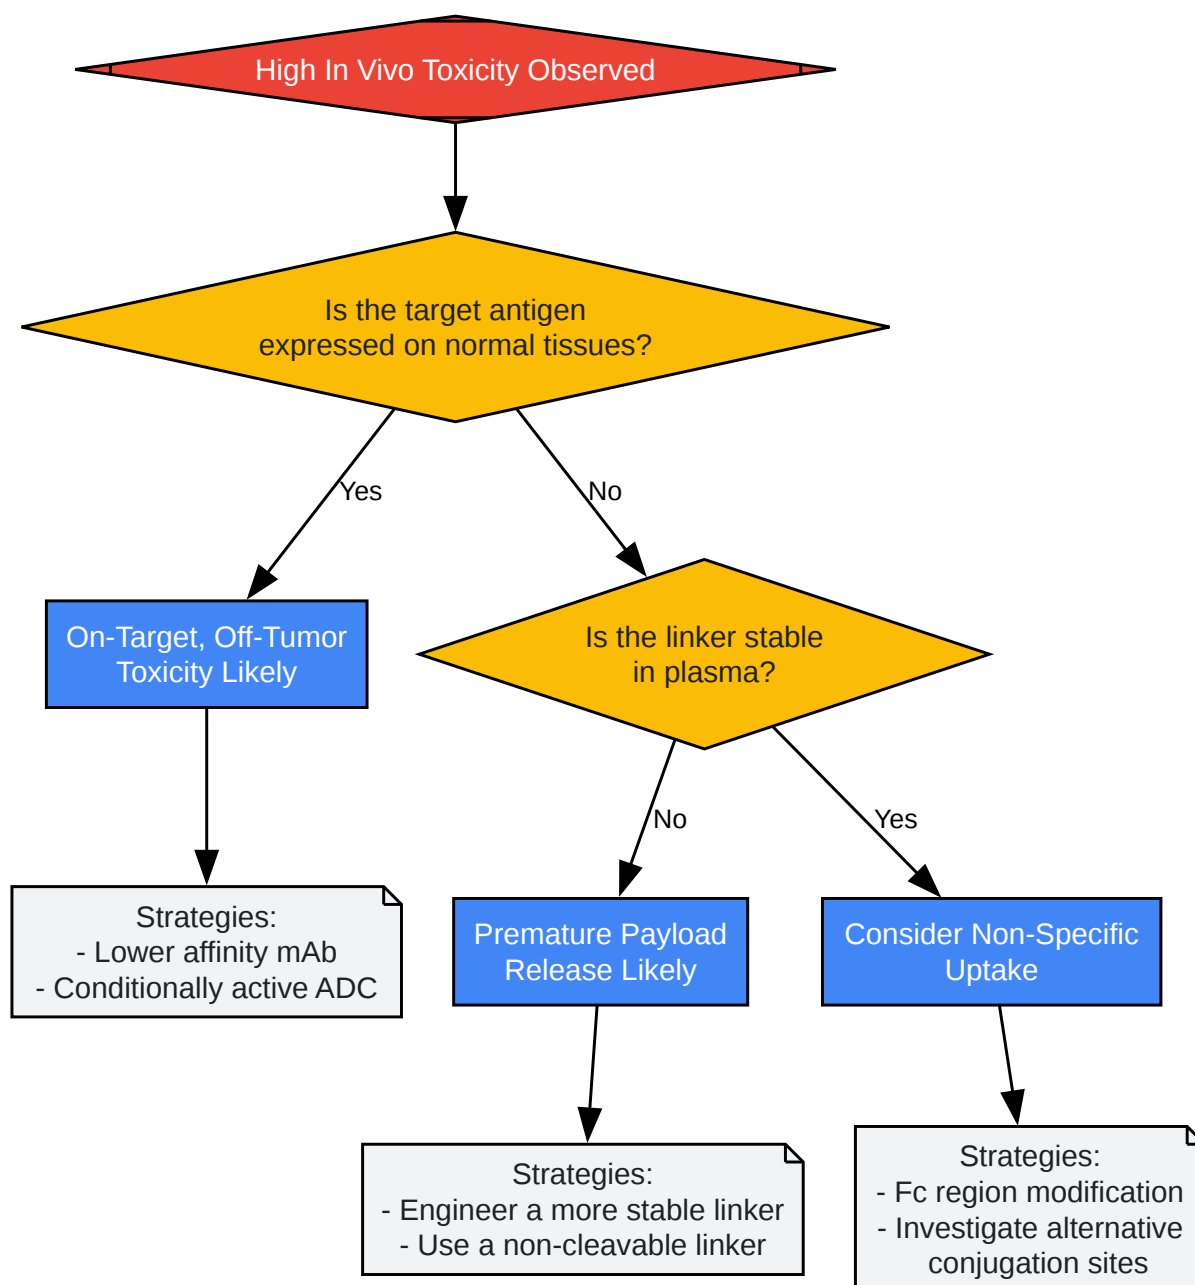 High In Vivo Toxicity Observed
Is the target antigen
expressed on normal tissues?
Yes
No
On-Target, Off-Tumor
Toxicity Likely
Is the linker stable
in plasma?
No
Yes
Strategies:
- Lower affinity mAb
- Conditionally active ADC
Premature Payload
Release Likely
Consider Non-Specific
Uptake
Strategies:
- Engineer a more stable linker
- Use a non-cleavable linker
Strategies:
- Fc region modification
- Investigate alternative
conjugation sites